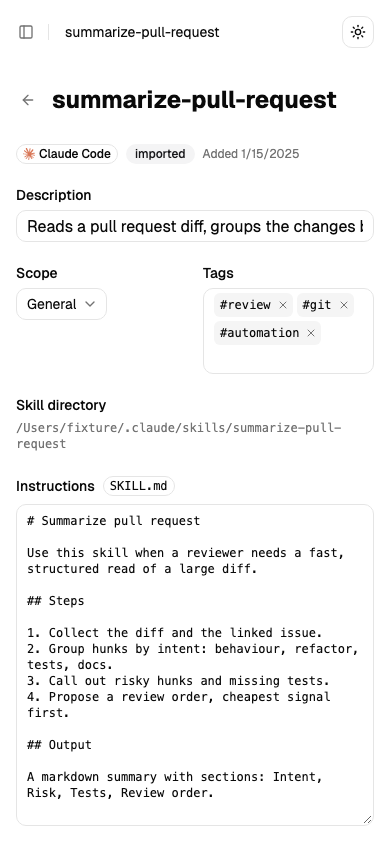 summarize-pull-request
summarize-pull-request
Claude Code imported Added 1/15/2025
Description
Reads a pull request diff, groups the changes
Scope Tags
General #review #git
#automation
Skill directory
/Users/fixture/.claude/skills/summarize-pull-
request
Instructions SKILL.md
# Summarize pull request
Use this skill when a reviewer needs a fast,
structured read of a large diff.
## Steps
1. Collect the diff and the linked issue.
2. Group hunks by intent: behaviour, refactor,
tests, docs.
3. Call out risky hunks and missing tests.
4. Propose a review order, cheapest signal
first.
## Output
A markdown summary with sections: Intent,
Risk, Tests, Review order.